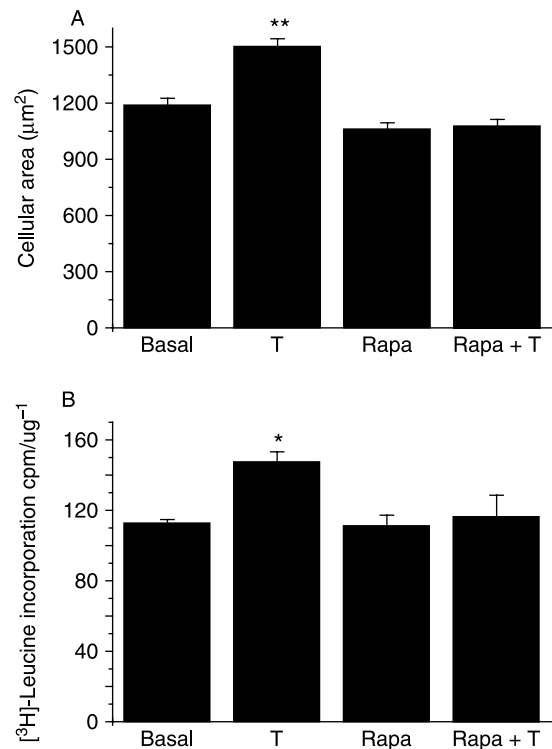 A
**
Cellular area (μm²)
1500
1200
900
600
300
0
Basal T Rapa Rapa + T
B
*
[³H]-Leucine incorporation cpm/ug⁻¹
160
120
80
40
0
Basal T Rapa Rapa + T